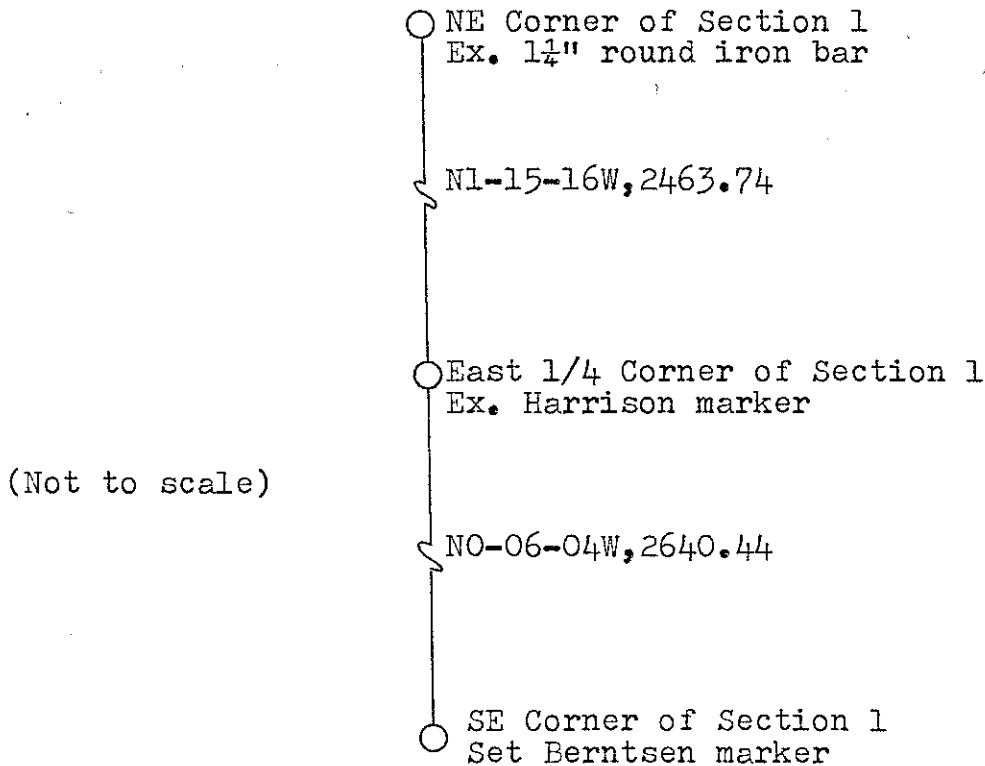 NE Corner of Section 1
Ex. 1¼" round iron bar
N1-15-16W,2463.74
East 1/4 Corner of Section 1
Ex. Harrison marker
(Not to scale)
N0-06-04W,2640.44
SE Corner of Section 1
Set Berntsen marker